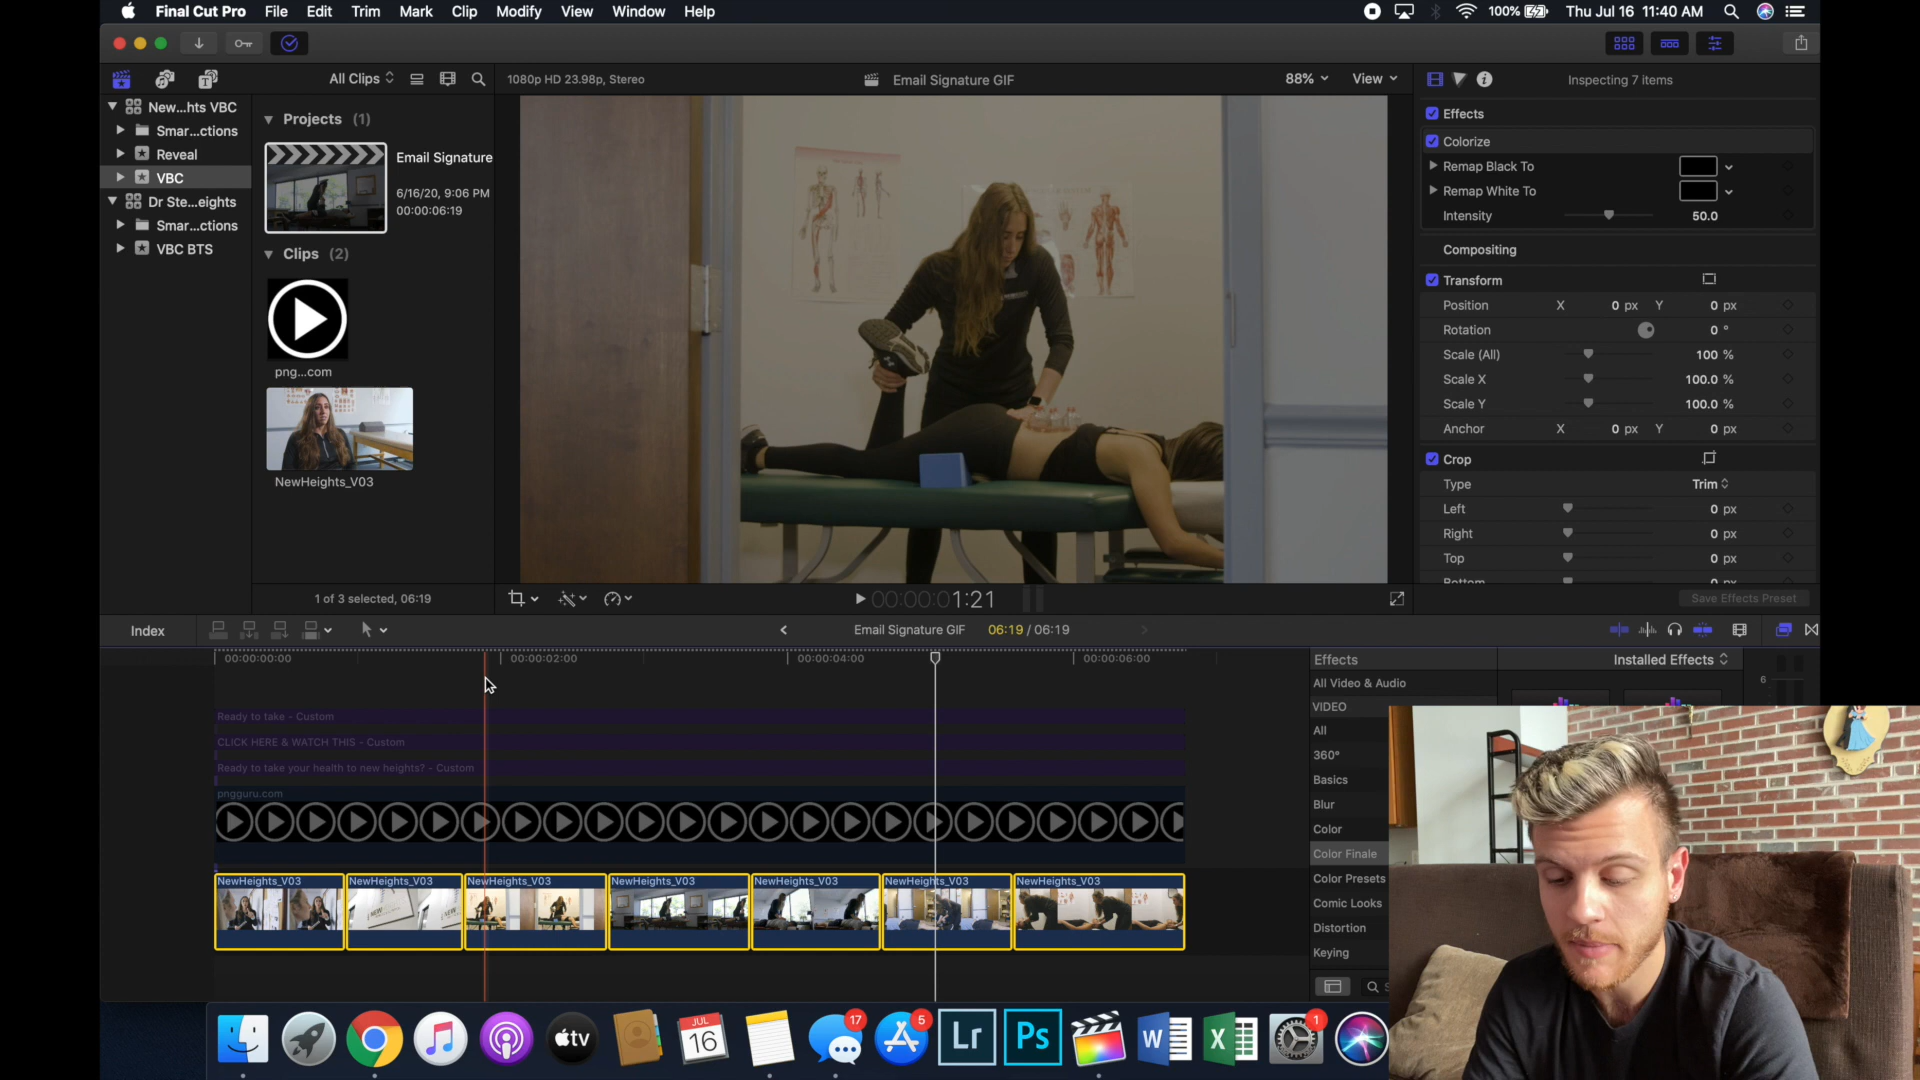 Final Cut Pro File Edit Trim Mark Clip Modify View Window Help
100% Thu Jul 16 11:40 AM
All Clips
1080p HD 23.98p, Stereo
Email Signature GIF
88% View
Inspecting 7 items
New...hts VBC
Smar...ctions
Reveal
VBC
Dr Ste...eights
Smar...ctions
VBC BTS
Projects (1)
Email Signature
6/16/20, 9:06 PM
00:00:06:19
Clips (2)
png...com
NewHeights_V03
1 of 3 selected, 06:19
Effects
Colorize
Remap Black To
Remap White To
Intensity 50.0
Compositing
Transform
Position X 0 px Y 0 px
Rotation 0 °
Scale (All) 100 %
Scale X 100.0 %
Scale Y 100.0 %
Anchor X 0 px Y 0 px
Crop
Type Trim
Left 0 px
Right 0 px
Top 0 px
Bottom 0 px
Save Effects Preset
00:00:01:21
Index
Email Signature GIF 06:19 / 06:19
00:00:00:00 00:00:02:00 00:00:04:00 00:00:06:00
Ready to take - Custom
CLICK HERE & WATCH THIS - Custom
Ready to take your health to new heights? - Custom
pngguru.com
NewHeights_V03 NewHeights_V03 NewHeights_V03 NewHeights_V03 NewHeights_V03 NewHeights_V03 NewHeights_V03
Effects
Installed Effects
All Video & Audio
VIDEO
All
360°
Basics
Blur
Color
Color Finale
Color Presets
Comic Looks
Distortion
Keying
6
tv
JUL
16
17
5
Lr
Ps
W
X
1